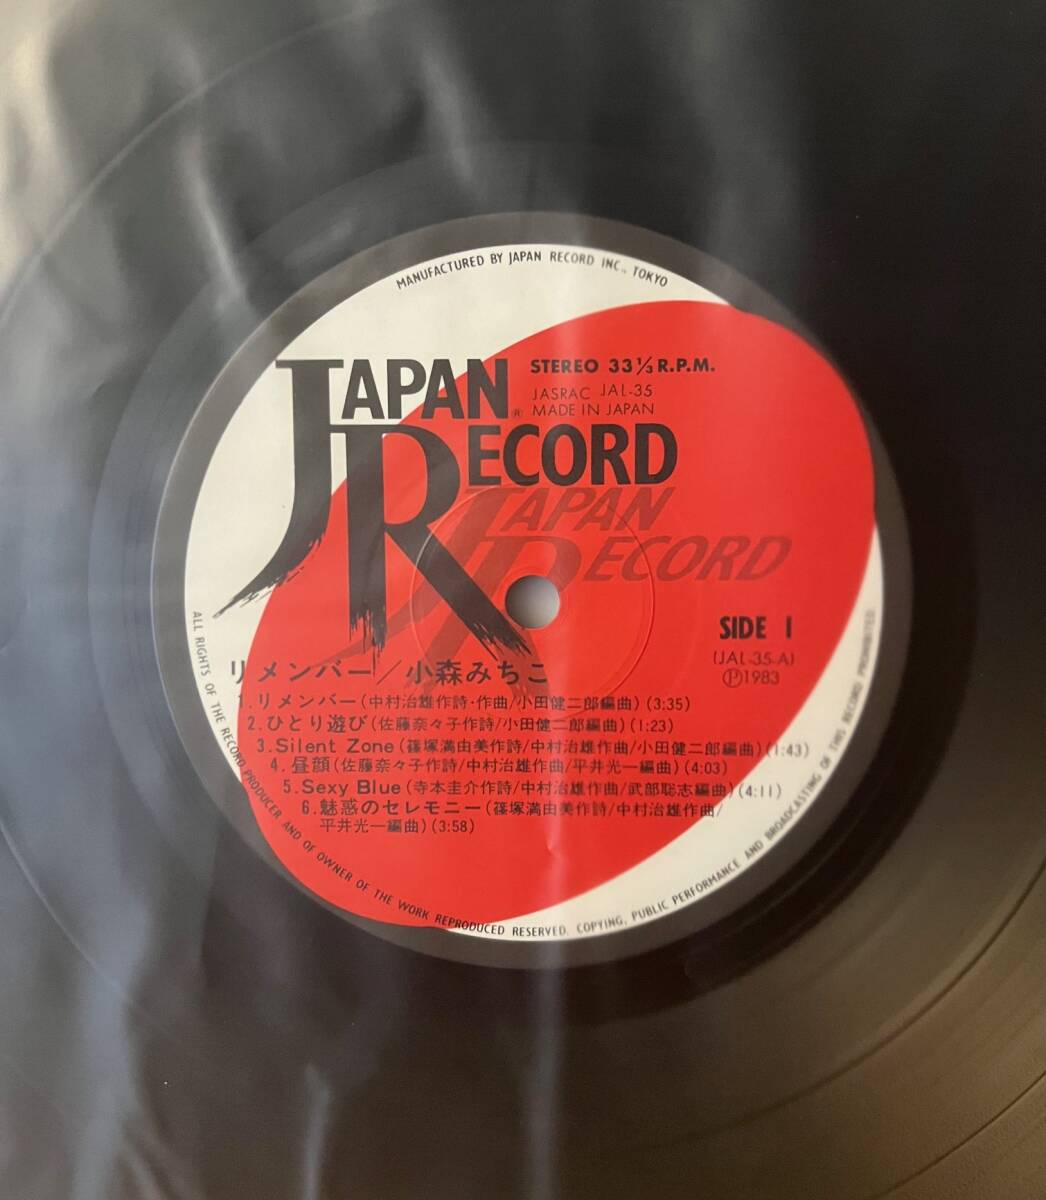 MANUFACTURED BY JAPAN RECORD INC., TOKYO
JAPAN RECORD®
STEREO 33 ⅓ R.P.M.
JASRAC JAL-35
MADE IN JAPAN
JAPAN
RECORD
SIDE 1
(JAL-35-A)
Ⓟ1983
リメンバー/小森みちこ
1. リメンバー(中村治雄作詩・作曲/小田健二郎編曲)(3:35)
2. ひとり遊び(佐藤奈々子作詩/小田健二郎編曲)(1:23)
3. Silent Zone(篠塚満由美作詩/中村治雄作曲/小田健二郎編曲)(1:43)
4. 昼顔(佐藤奈々子作詩/中村治雄作曲/平井光一編曲)(4:03)
5. Sexy Blue(寺本圭介作詩/中村治雄作曲/武部聡志編曲)(4:11)
6. 魅惑のセレモニー(篠塚満由美作詩/中村治雄作曲/
平井光一編曲)(3:58)
ALL RIGHTS OF THE RECORD PRODUCER AND OF OWNER OF THE WORK REPRODUCED RESERVED. COPYING, PUBLIC PERFORMANCE AND BROADCASTING OF THIS RECORD PROHIBITED.